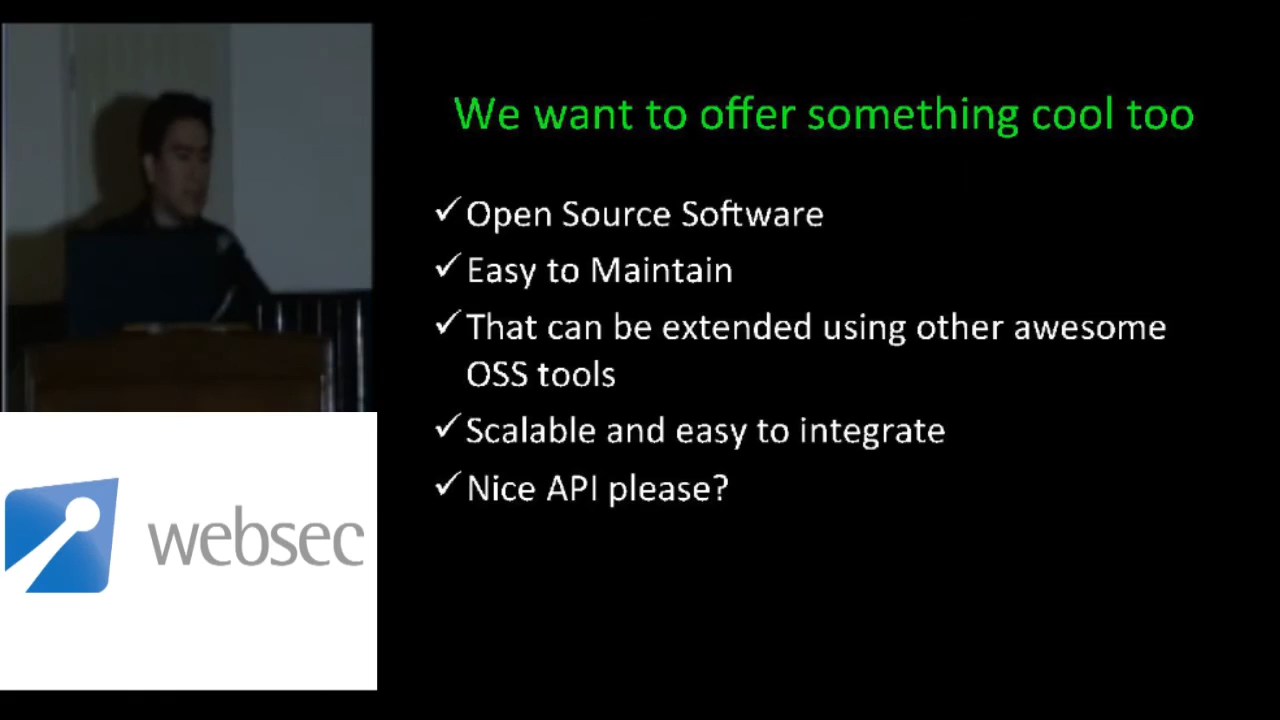 We want to offer something cool too
✓Open Source Software
✓Easy to Maintain
✓That can be extended using other awesome
OSS tools
✓Scalable and easy to integrate
✓Nice API please?
websec